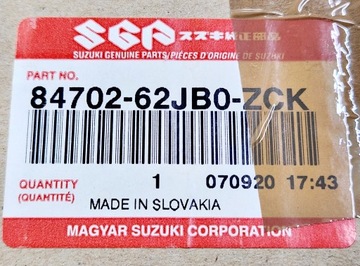 SGP スズキ純正部品
SUZUKI GENUINE PARTS/PIÈCES D'ORIGINE DE SUZUKI
PART NO.
84702-62JB0-ZCK
QUANTITY 1 070920 17:43
(QUANTITÉ)
MADE IN SLOVAKIA
MAGYAR SUZUKI CORPORATION